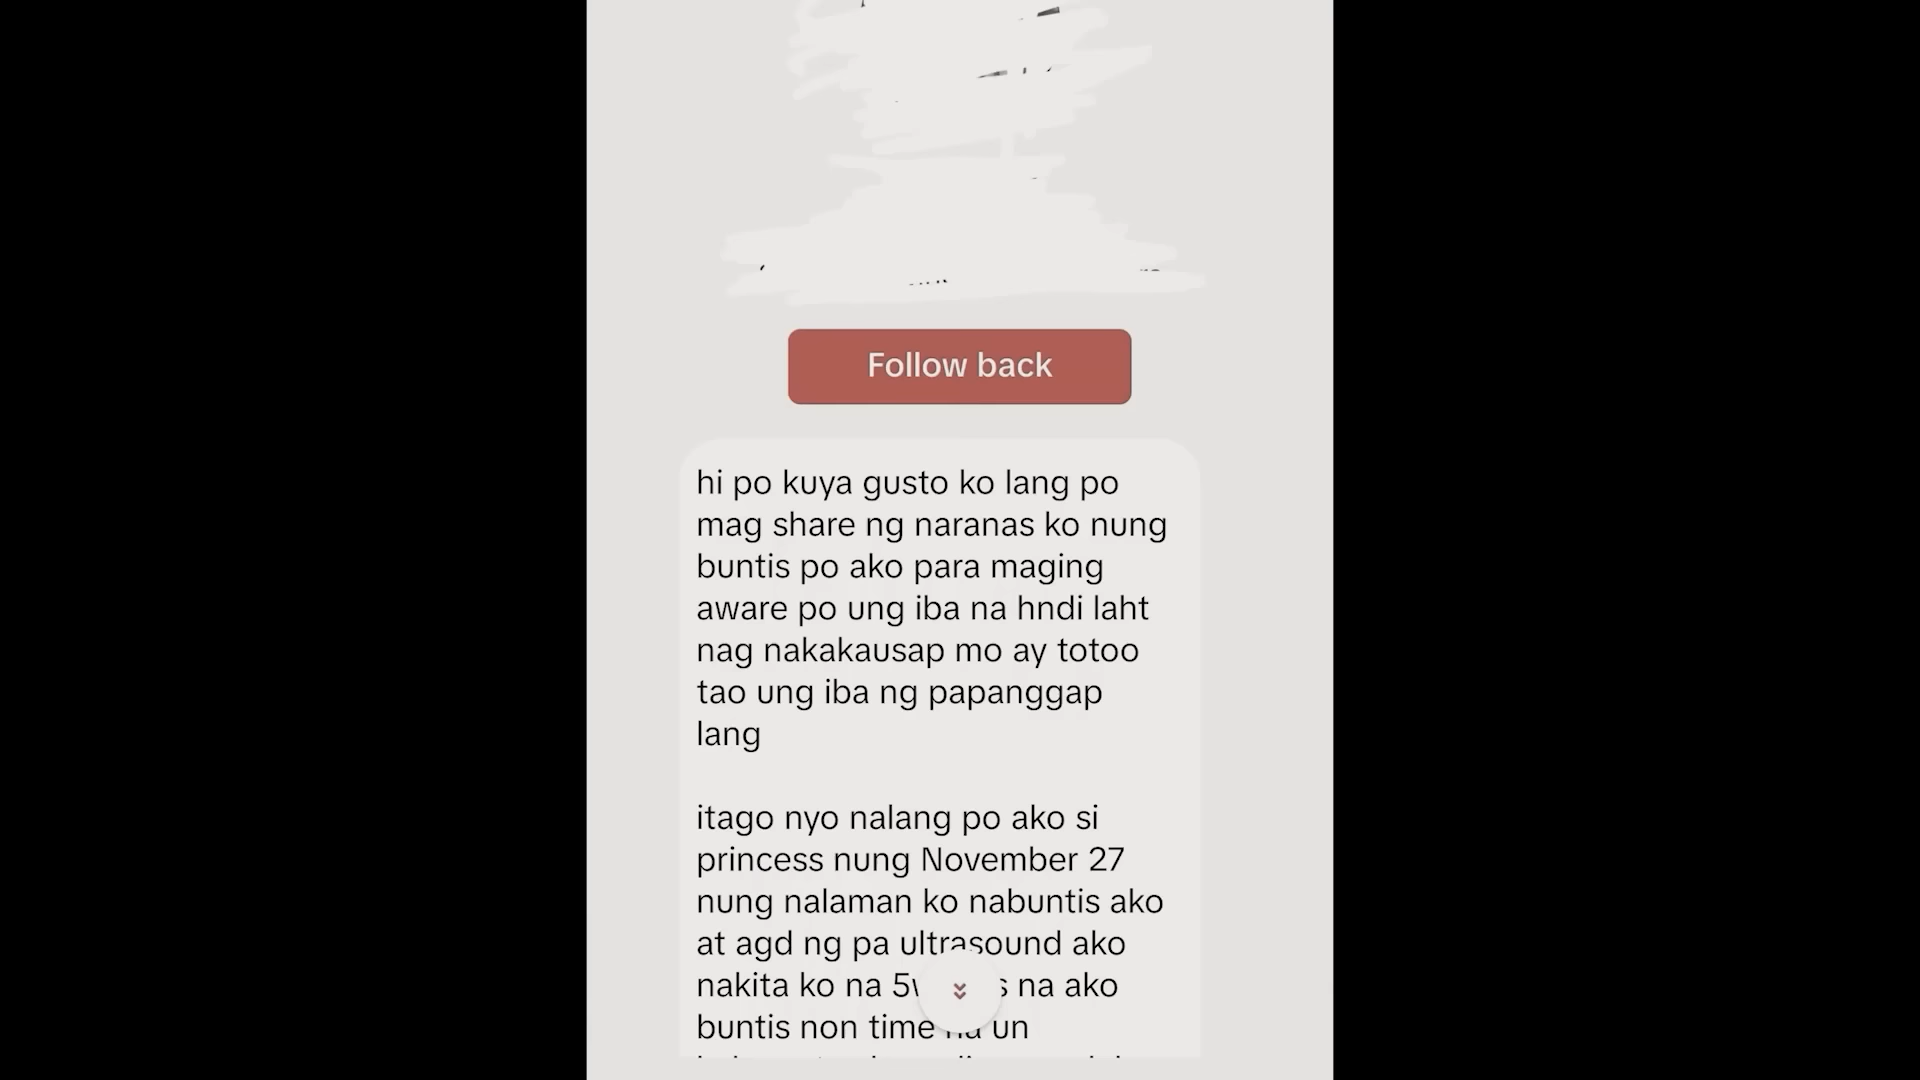 Follow back
hi po kuya gusto ko lang po
mag share ng naranas ko nung
buntis po ako para maging
aware po ung iba na hndi laht
nag nakakausap mo ay totoo
tao ung iba ng papanggap
lang
itago nyo nalang po ako si
princess nung November 27
nung nalaman ko nabuntis ako
at agd ng pa ultrasound ako
nakita ko na na ako
buntis non time na un